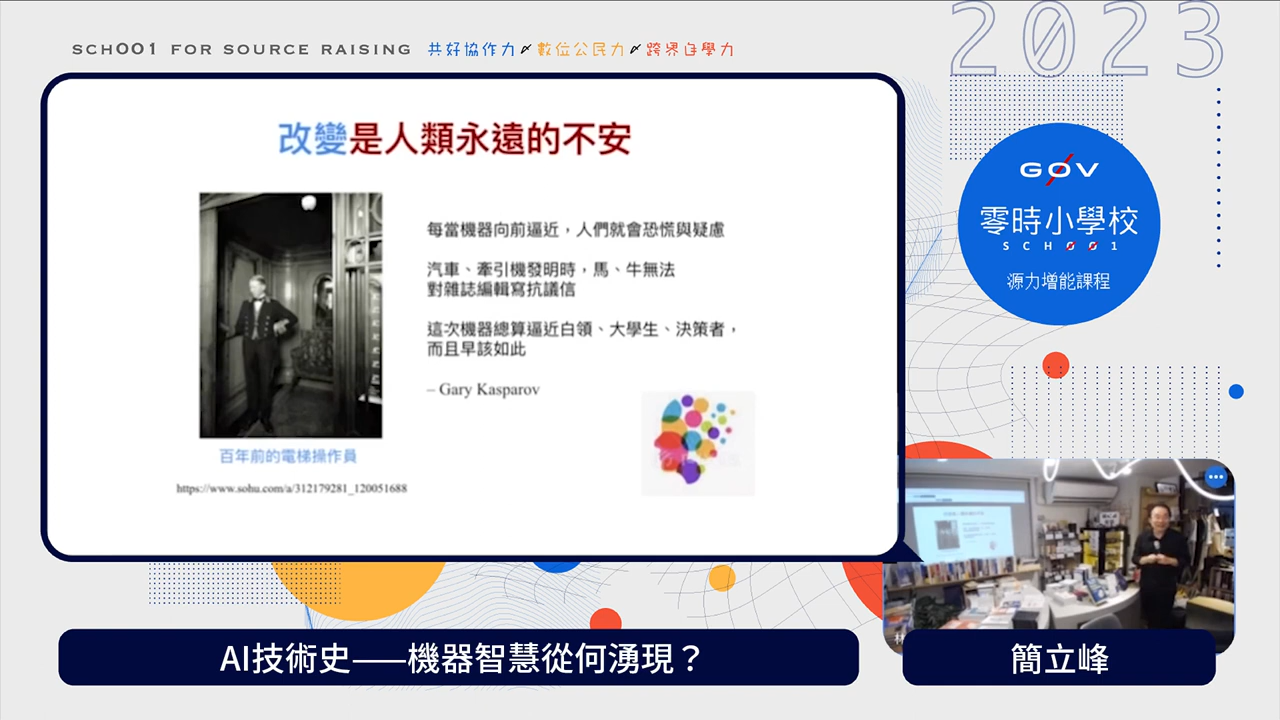 SCHOO1 FOR SOURCE RAISING 共好協作力 數位公民力 跨界自學力
2023
改變是人類永遠的不安
每當機器向前逼近，人們就會恐慌與疑慮
汽車、牽引機發明時，馬、牛無法
對雜誌編輯寫抗議信
這次機器總算逼近白領、大學生、決策者，
而且早該如此
– Gary Kasparov
百年前的電梯操作員
https://www.sohu.com/a/312179281_120051688
GOV
零時小學校
SCHOO1
源力增能課程
AI技術史——機器智慧從何湧現？
簡立峰